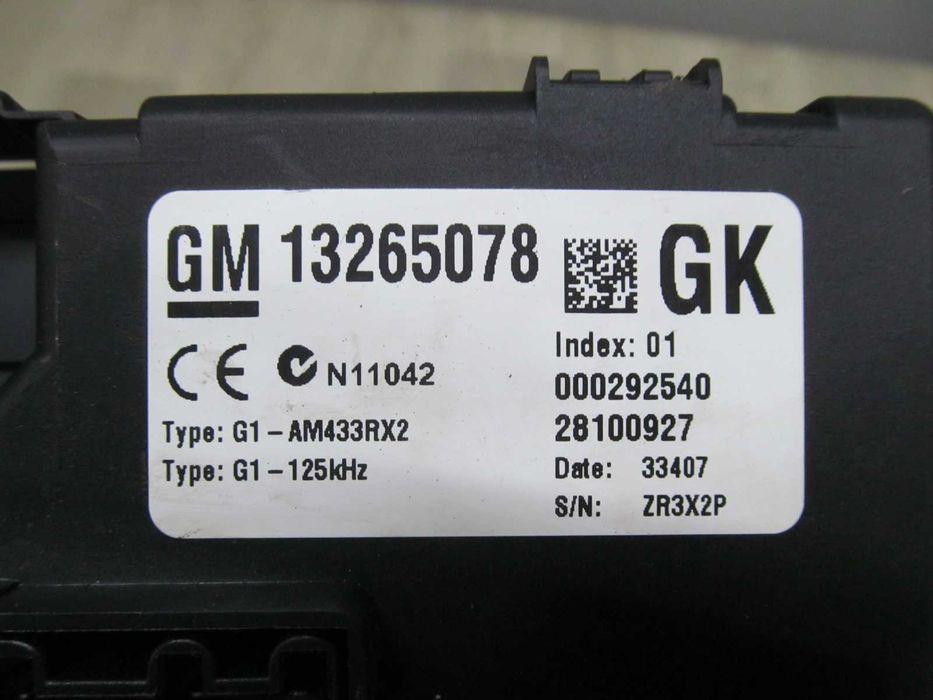 GM 13265078 GK
CE N11042
Type: G1-AM433RX2
Type: G1-125kHz
Index: 01
000292540
28100927
Date: 33407
S/N: ZR3X2P